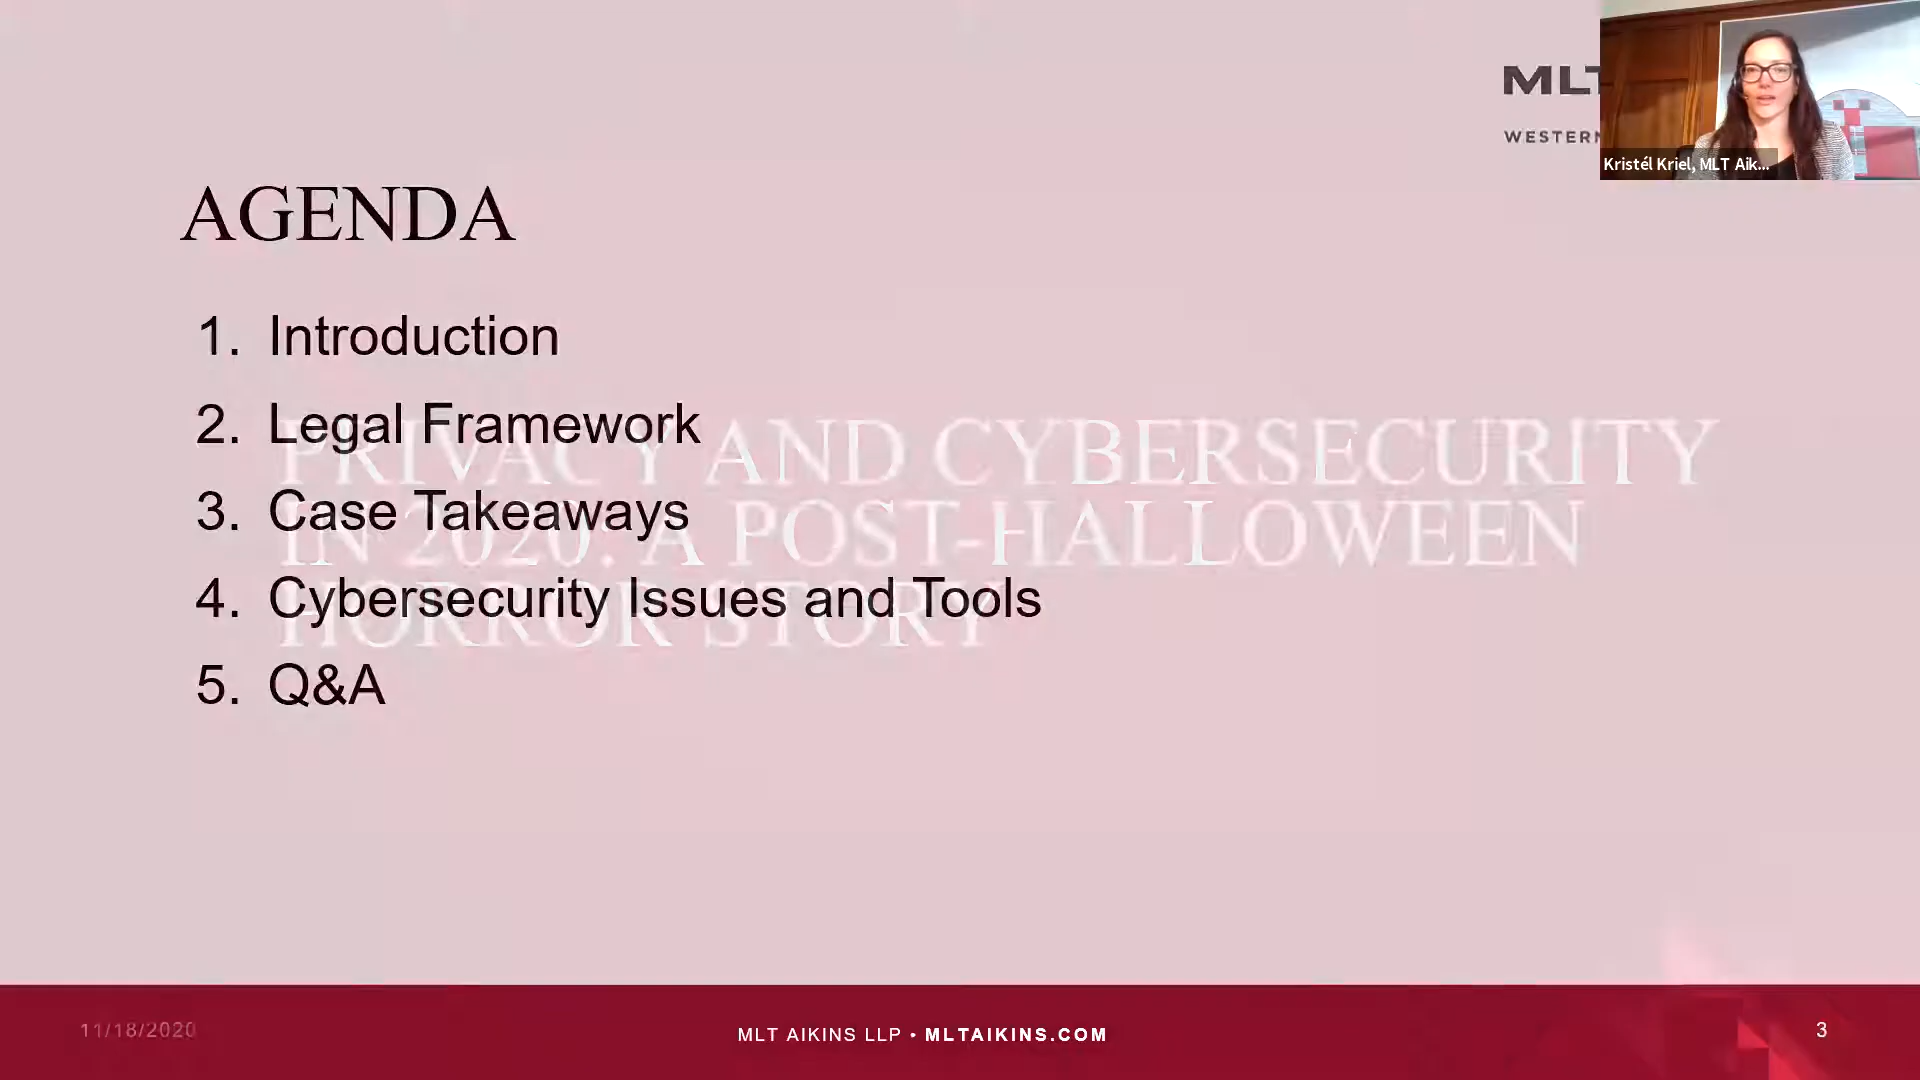 MLT
WESTERN
Kristél Kriel, MLT Aik...
AGENDA
1. Introduction
2. Legal Framework
3. Case Takeaways
4. Cybersecurity Issues and Tools
5. Q&A
PRIVACY AND CYBERSECURITY
IN 2020: A POST-HALLOWEEN
HORROR STORY
11/18/2020
MLT AIKINS LLP • MLTAIKINS.COM
3